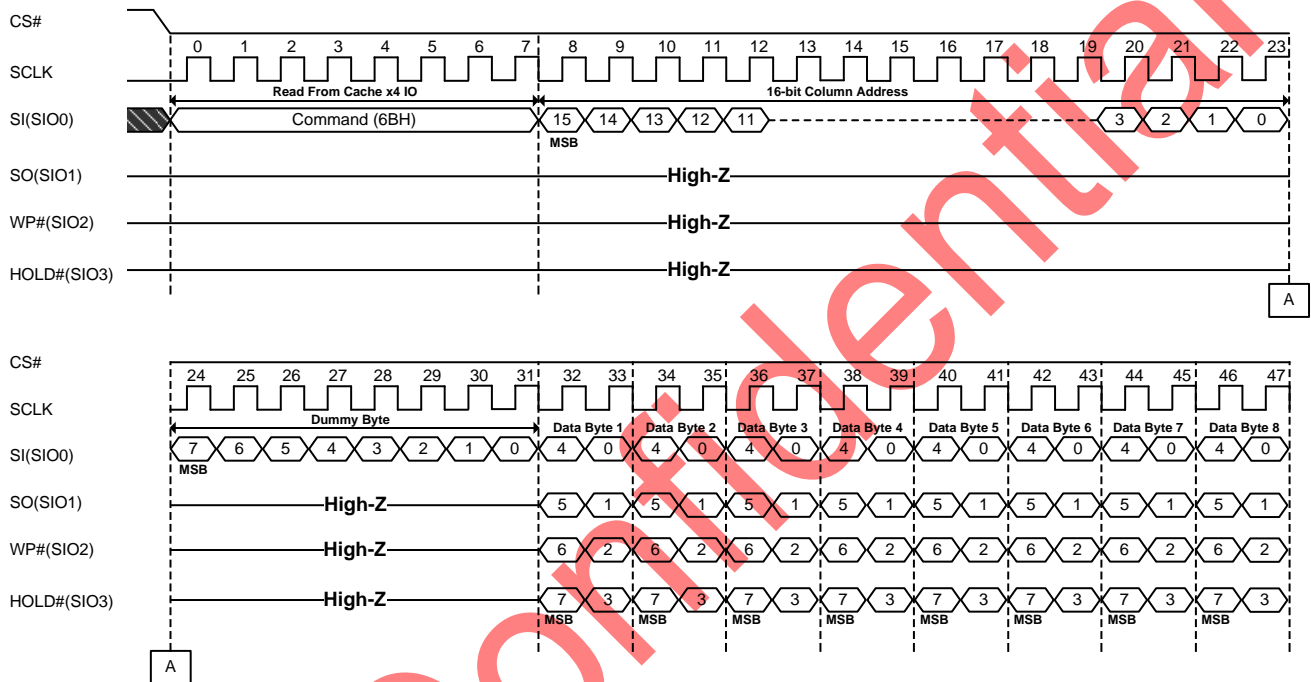 CS#
0 1 2 3 4 5 6 7 8 9 10 11 12 13 14 15 16 17 18 19 20 21 22 23
SCLK
Read From Cache x4 IO 16-bit Column Address
SI(SIO0) Command (6BH) 15 14 13 12 11 3 2 1 0
MSB
SO(SIO1) High-Z
WP#(SIO2) High-Z
HOLD#(SIO3) High-Z
A
CS#
24 25 26 27 28 29 30 31 32 33 34 35 36 37 38 39 40 41 42 43 44 45 46 47
SCLK
Dummy Byte Data Byte 1 Data Byte 2 Data Byte 3 Data Byte 4 Data Byte 5 Data Byte 6 Data Byte 7 Data Byte 8
SI(SIO0) 7 6 5 4 3 2 1 0 4 0 4 0 4 0 4 0 4 0 4 0 4 0 4 0
MSB
SO(SIO1) High-Z 5 1 5 1 5 1 5 1 5 1 5 1 5 1 5 1
WP#(SIO2) High-Z 6 2 6 2 6 2 6 2 6 2 6 2 6 2 6 2
HOLD#(SIO3) High-Z 7 3 7 3 7 3 7 3 7 3 7 3 7 3 7 3
MSB MSB MSB MSB MSB MSB MSB MSB
A
onfidential